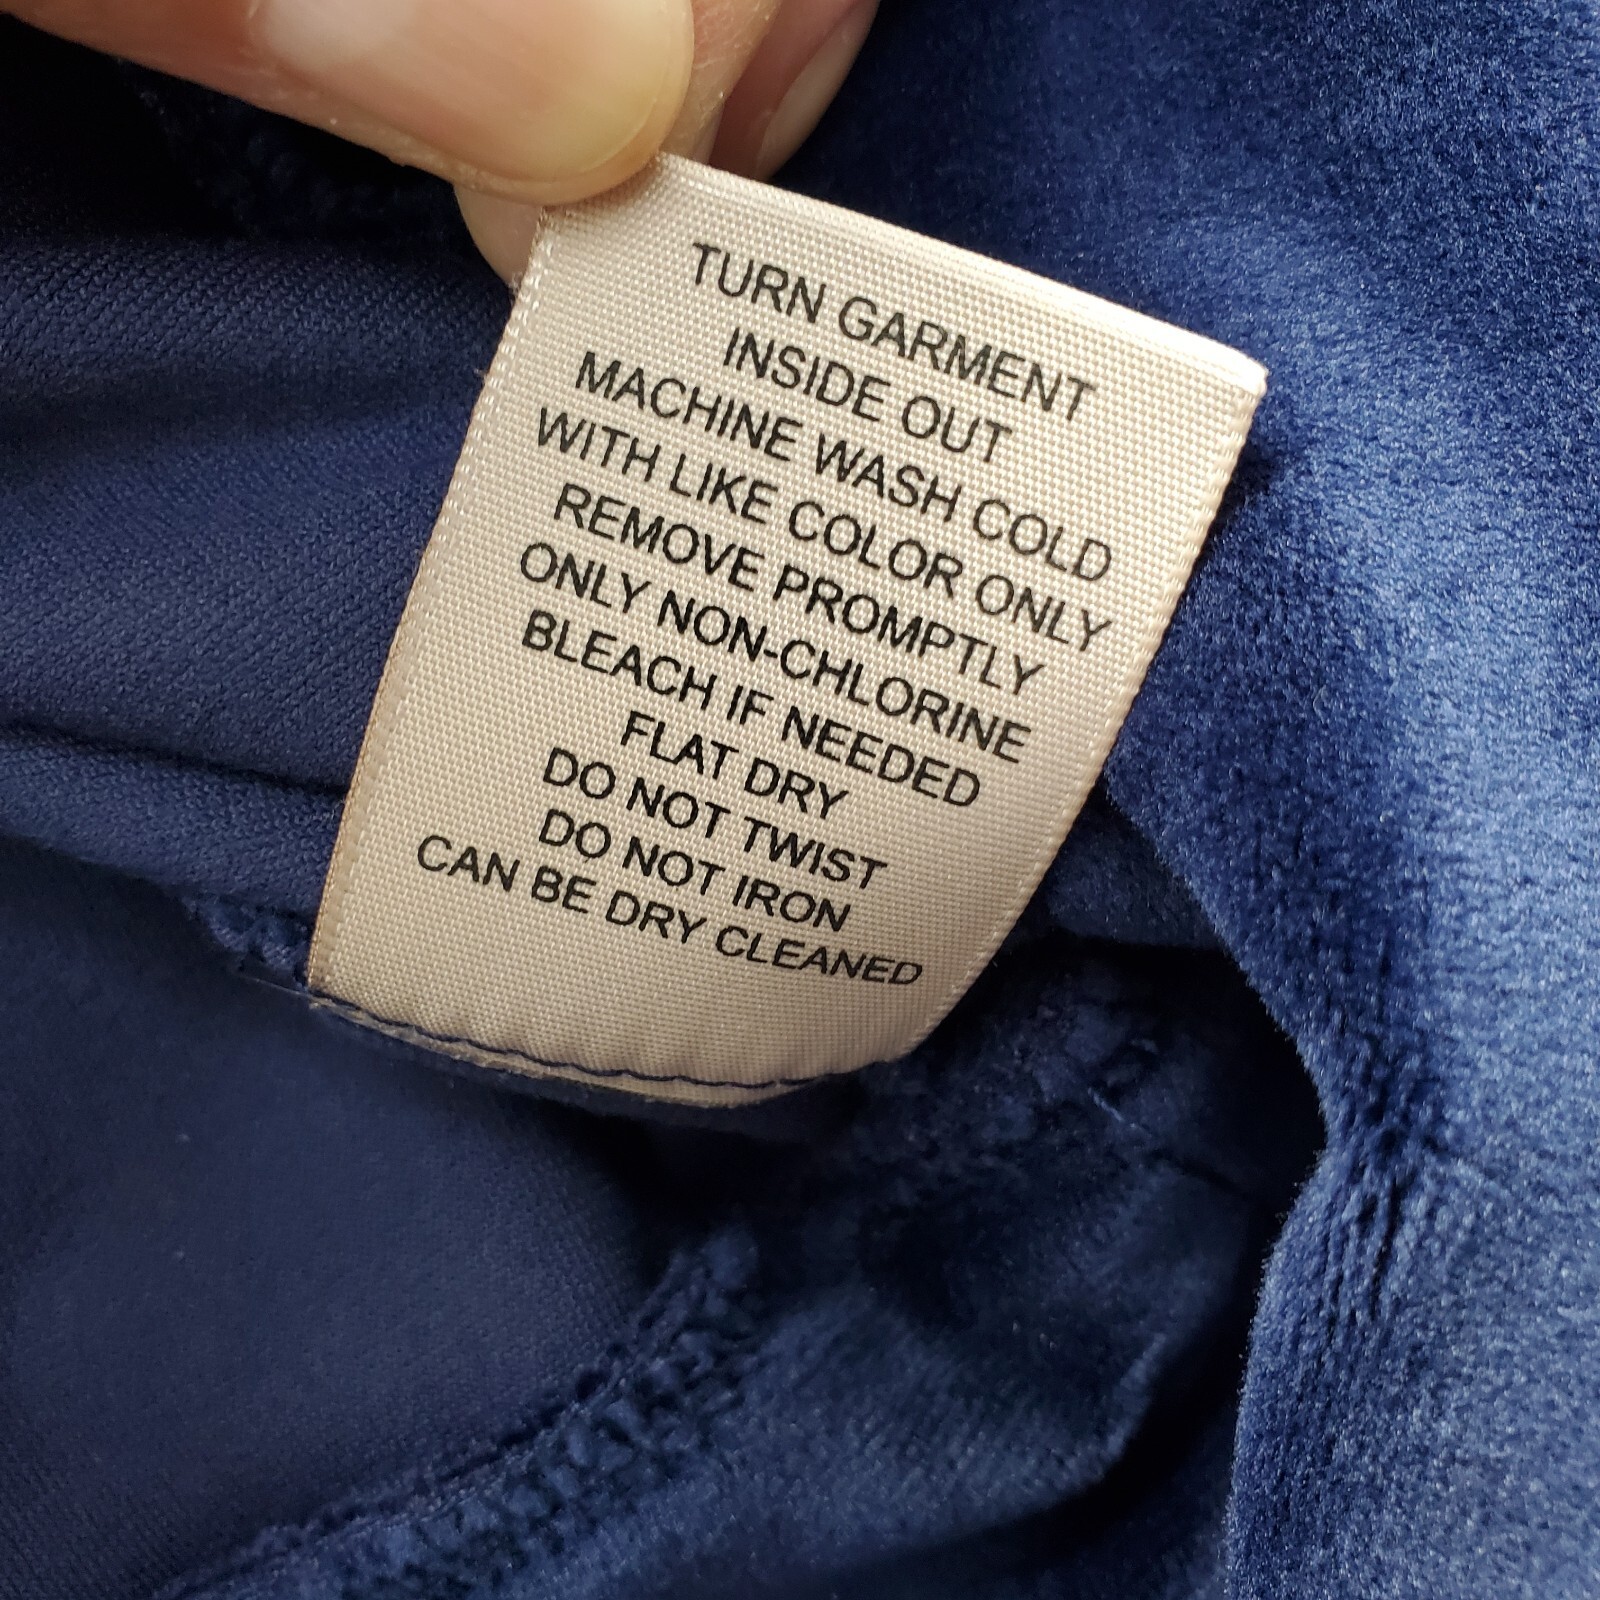 TURN GARMENT
INSIDE OUT
MACHINE WASH COLD
WITH LIKE COLOR ONLY
REMOVE PROMPTLY
ONLY NON-CHLORINE
BLEACH IF NEEDED
FLAT DRY
DO NOT TWIST
DO NOT IRON
CAN BE DRY CLEANED